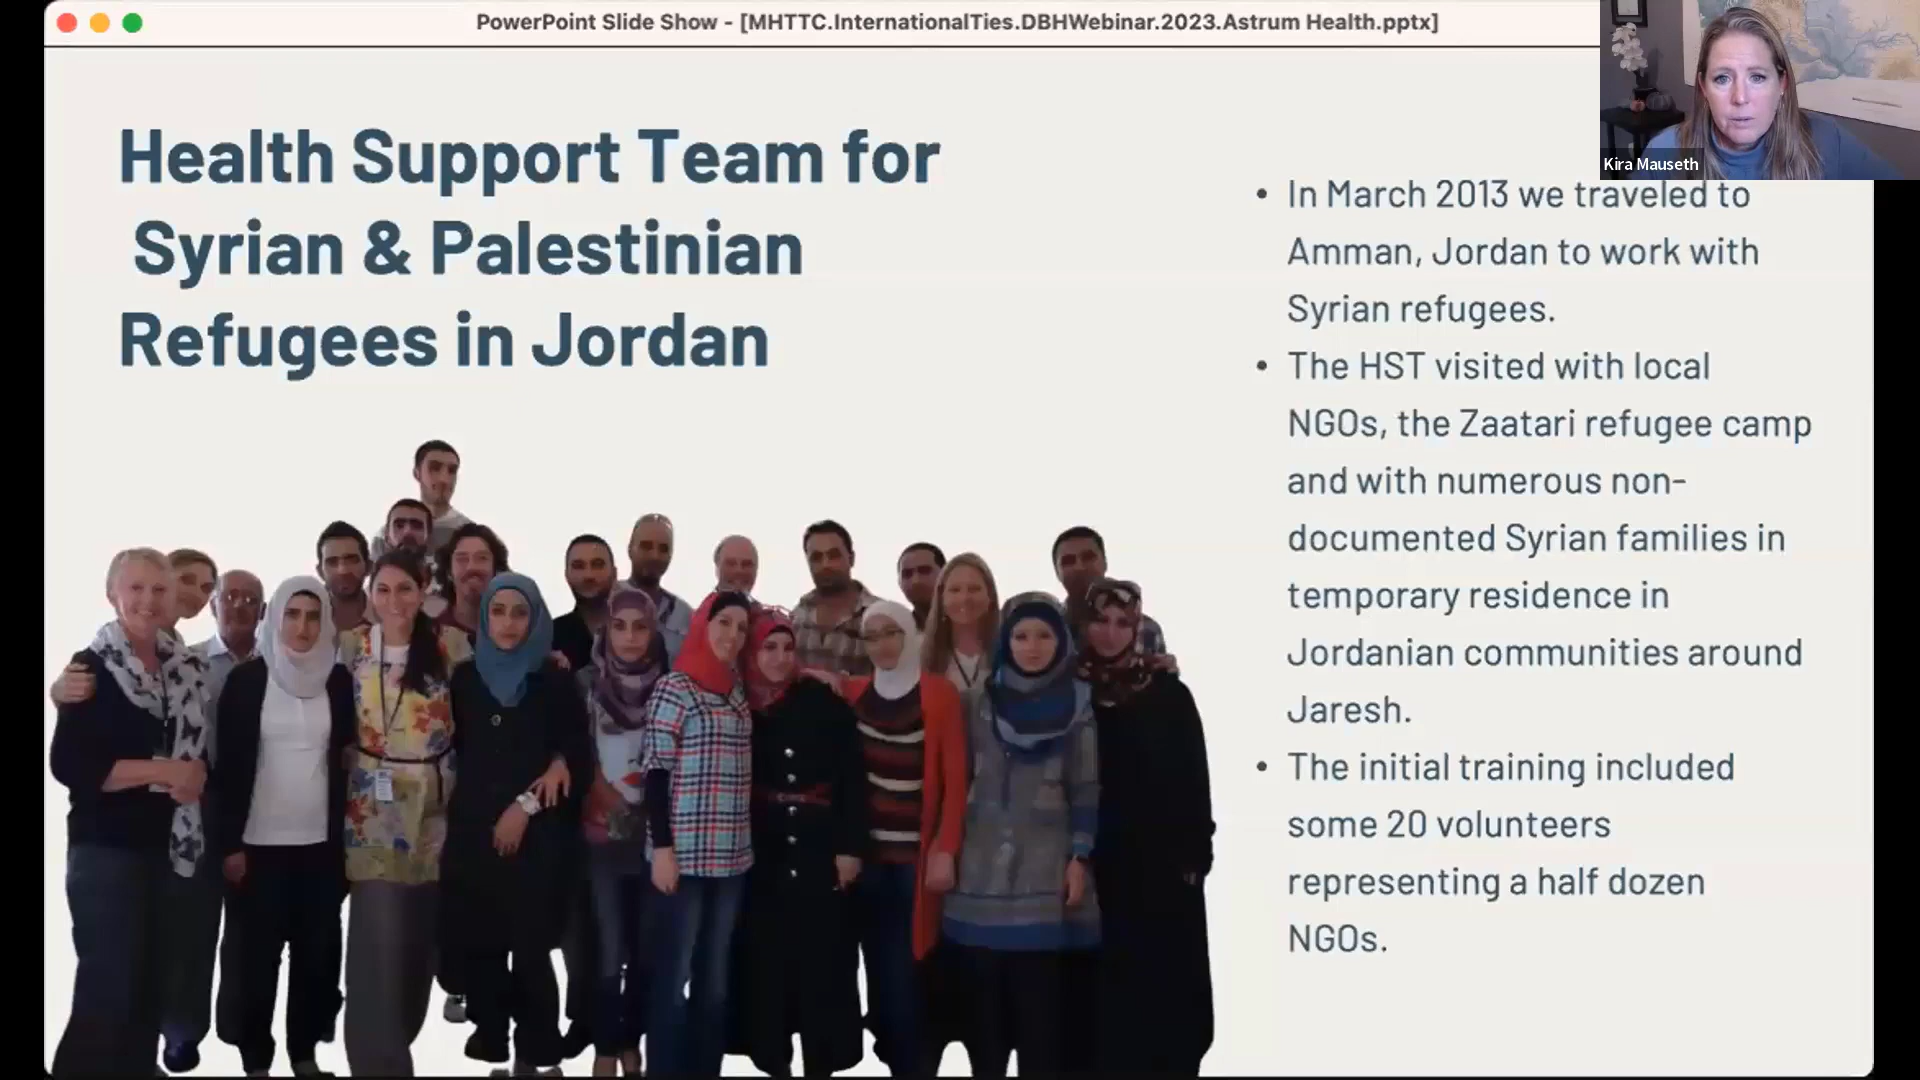 PowerPoint Slide Show - [MHTTC.InternationalTies.DBHWebinar.2023.Astrum Health.pptx]
Kira Mauseth
Health Support Team for
Syrian & Palestinian
Refugees in Jordan
• In March 2013 we traveled to
Amman, Jordan to work with
Syrian refugees.
• The HST visited with local
NGOs, the Zaatari refugee camp
and with numerous non-
documented Syrian families in
temporary residence in
Jordanian communities around
Jaresh.
• The initial training included
some 20 volunteers
representing a half dozen
NGOs.